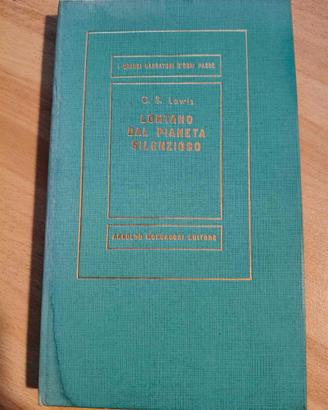 I GRANDI NARRATORI D'OGNI PAESE
C. S. Lewis
LONTANO
DAL PIANETA
SILENZIOSO
ARNOLDO MONDADORI EDITORE